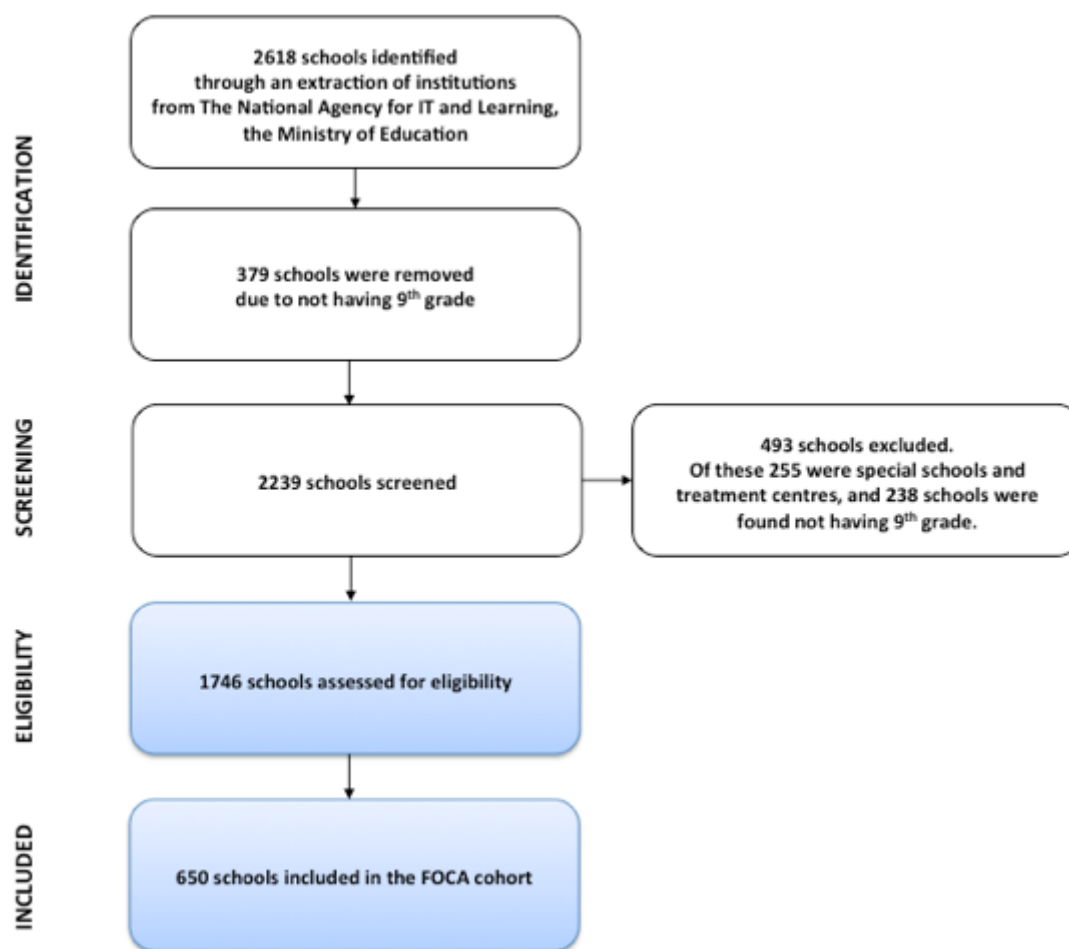 IDENTIFICATION
2618 schools identified
through an extraction of institutions
from The National Agency for IT and Learning,
the Ministry of Education
379 schools were removed
due to not having 9th grade
SCREENING
2239 schools screened
493 schools excluded.
Of these 255 were special schools and
treatment centres, and 238 schools were
found not having 9th grade.
ELIGIBILITY
1746 schools assessed for eligibility
INCLUDED
650 schools included in the FOCA cohort